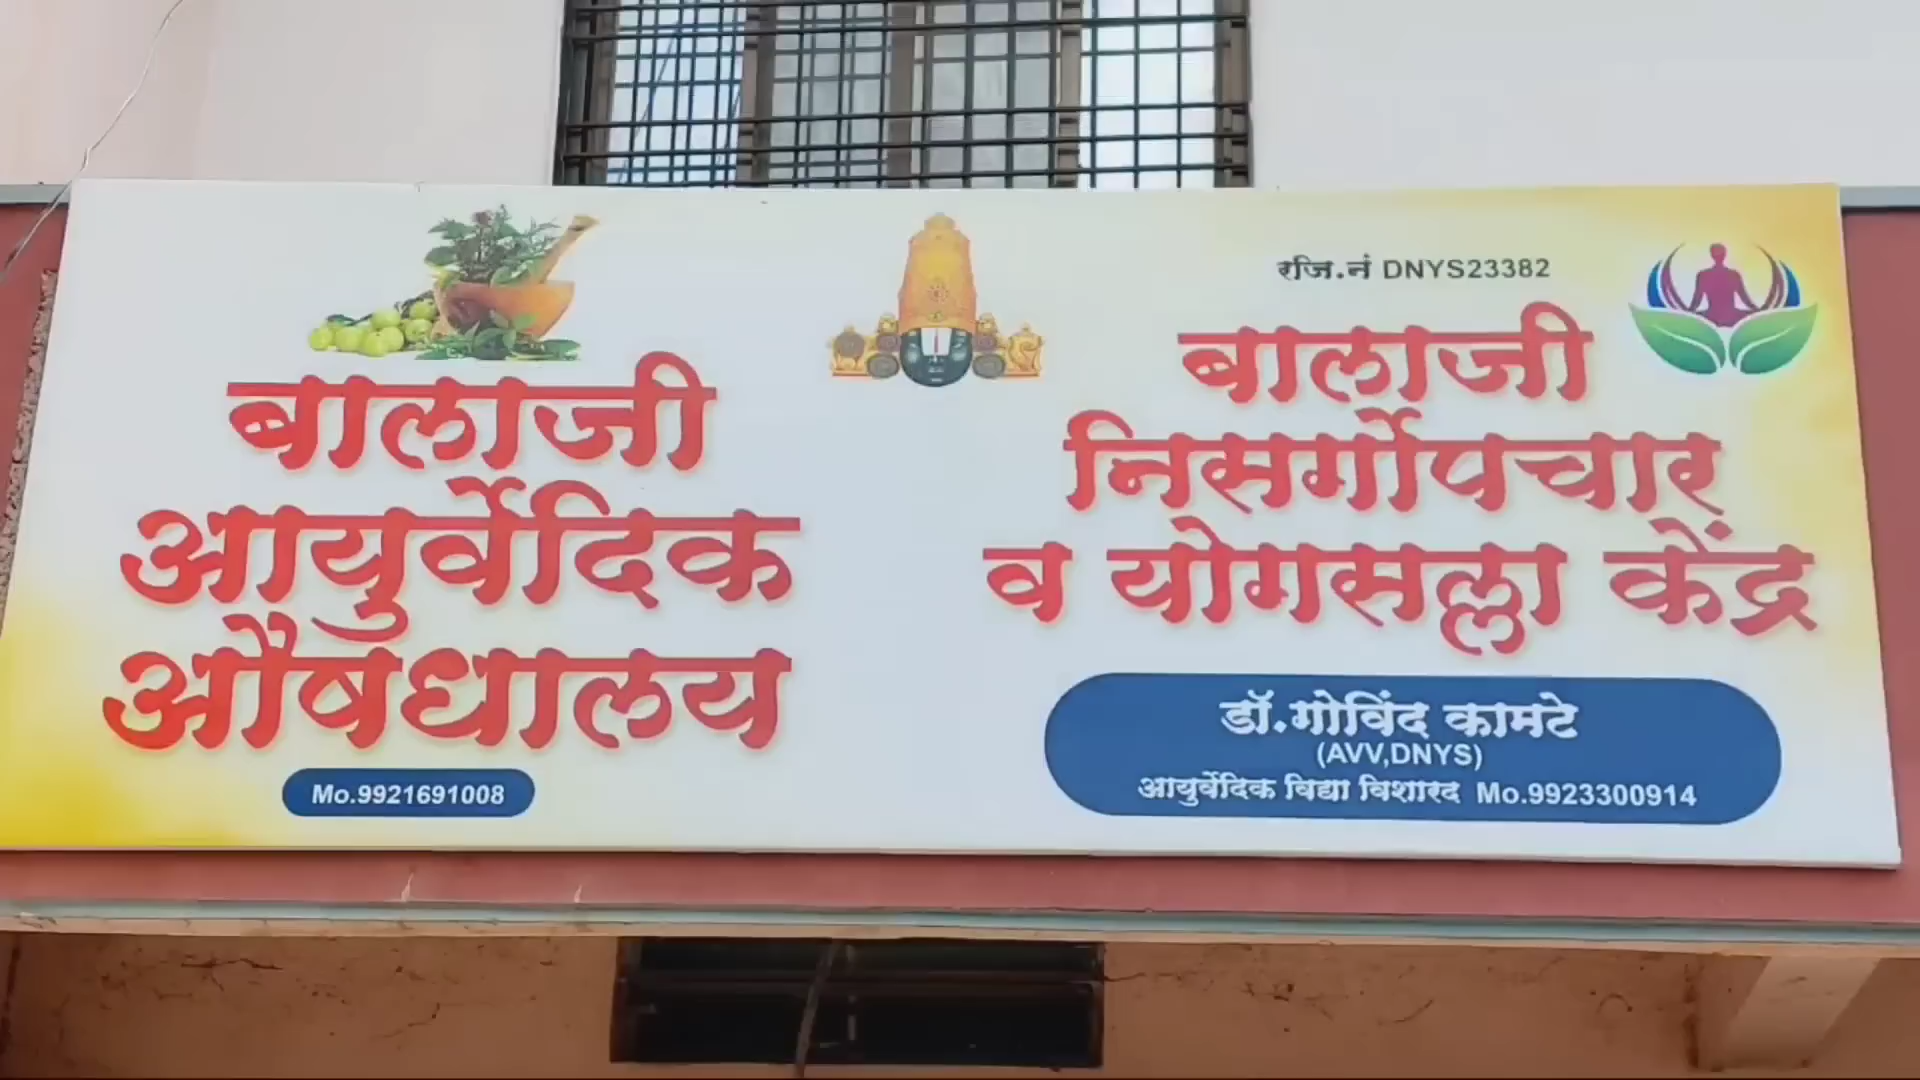 बालाजी
आयुर्वेदिक
औषधालय
Mo.9921691008
रजि.नं DNYS23382
बालाजी
निसर्गोपचार
व योगसल्ला केंद्र
डॉ.गोविंद कामटे
(AVV,DNYS)
आयुर्वेदिक विद्या विशारद Mo.9923300914